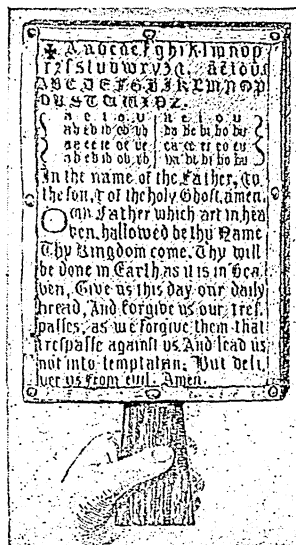 ✠ A a b c d e f g h i k l m n o p
q r z s ſ t u v w x y z a e i o u
A B C D E F G H I K L M N O P
Q R S T U W X Y Z.
a e i o u a e i o u
ab eb ib ob ub ba be bi bo bu
ac ec ic oc uc ca ce ci co cu
ad ed id od ud da de di do du
In the name of the Father, &
the ſon, & of the holy Ghoſt, amen.
Our Father which art in hea
ven, hallowed be thy Name
Thy Kingdom come. Thy will
be done in Earth as it is in Hea
ven, Give us this day our daily
bread, And forgive us our treſ
paſſes, as we forgive them that
treſpaſſe against us. And lead us
not into temptation: But deli
ver us from evil. Amen.